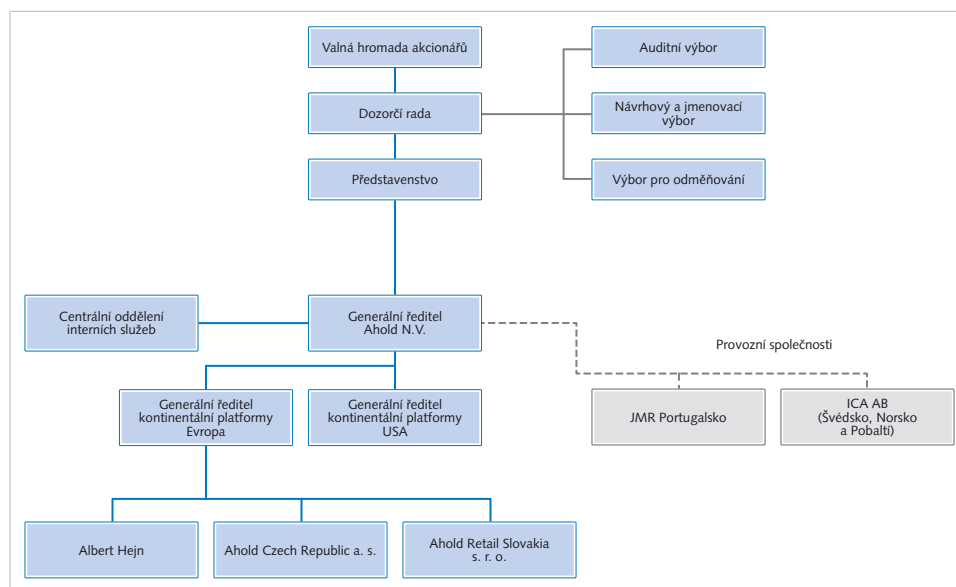 Valná hromada akcionářů
Auditní výbor
Dozorčí rada
Návrhový a jmenovací
výbor
Představenstvo
Výbor pro odměňování
Centrální oddělení
interních služeb
Generální ředitel
Ahold N.V.
Provozní společnosti
Generální ředitel
kontinentální platformy
Evropa
Generální ředitel
kontinentální platformy
USA
JMR Portugalsko
ICA AB
(Švédsko, Norsko
a Pobaltí)
Albert Hejn
Ahold Czech Republic a. s.
Ahold Retail Slovakia
s. r. o.